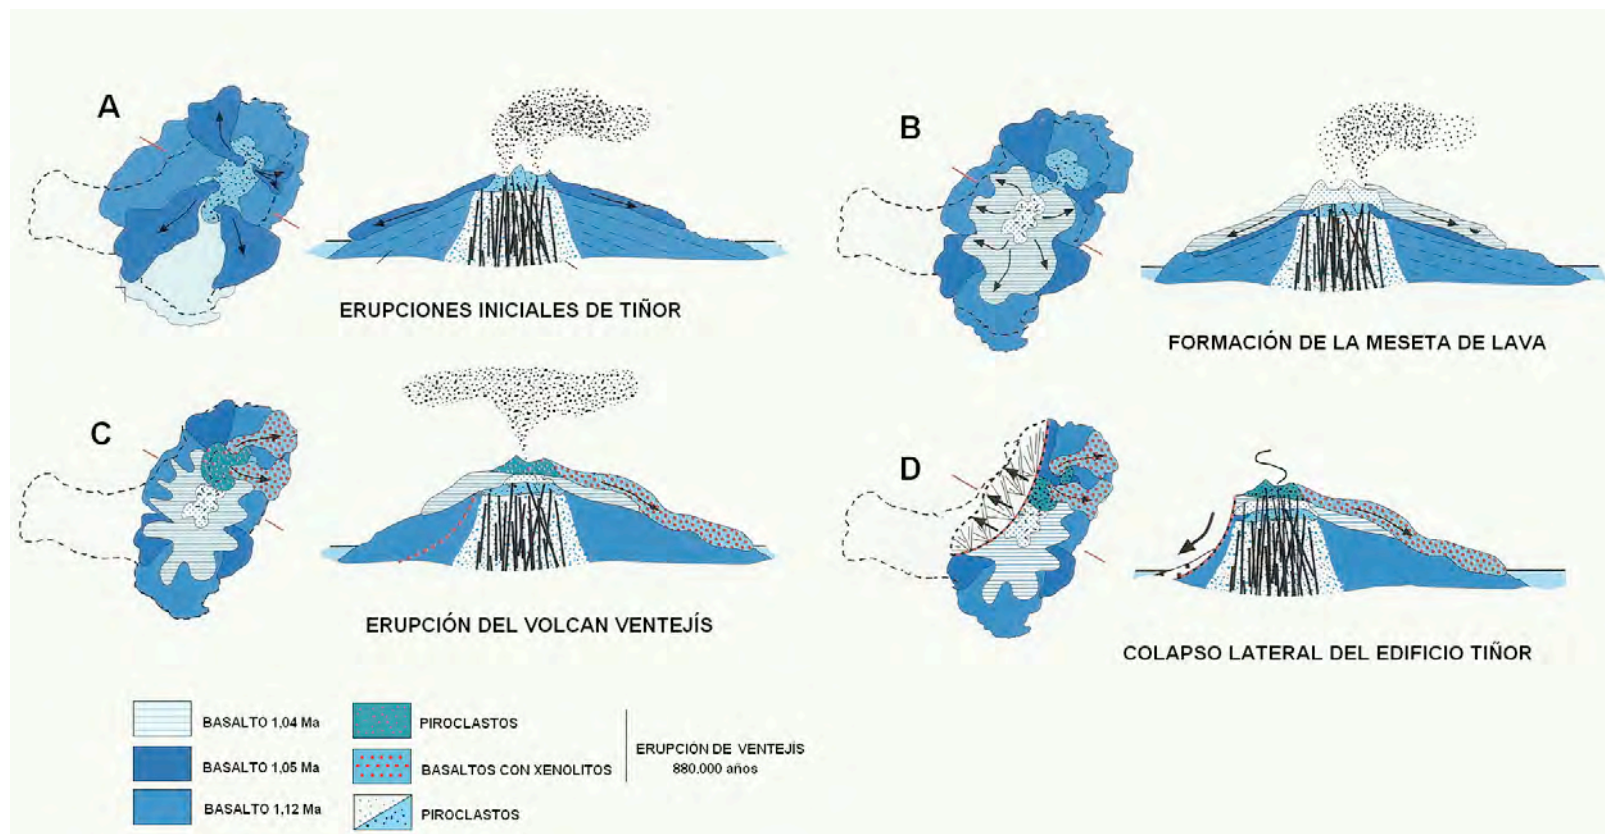 A
ERUPCIONES INICIALES DE TIÑOR
B
FORMACIÓN DE LA MESETA DE LAVA
C
ERUPCIÓN DEL VOLCAN VENTEJÍS
D
COLAPSO LATERAL DEL EDIFICIO TIÑOR
BASALTO 1,04 Ma
BASALTO 1,05 Ma
BASALTO 1,12 Ma
PIROCLASTOS
BASALTOS CON XENOLITOS
PIROCLASTOS
ERUPCIÓN DE VENTEJÍS
880.000 años